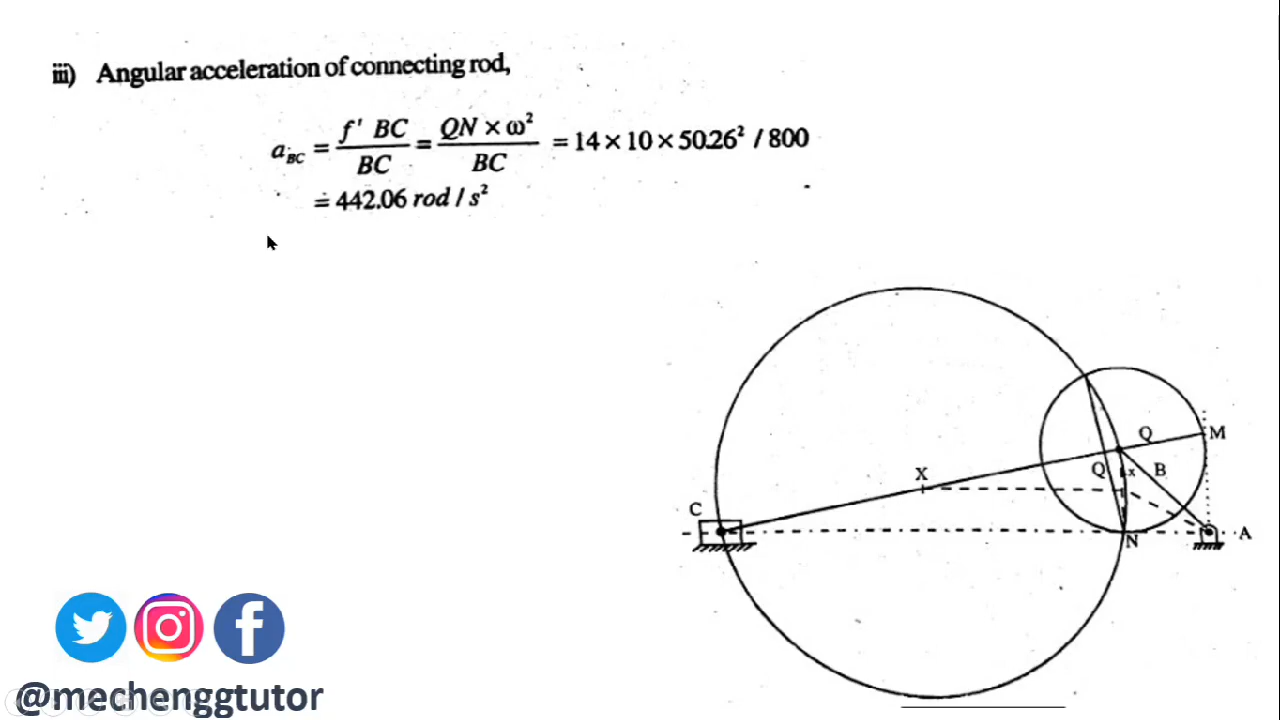 iii) Angular acceleration of connecting rod,
a_BC = f' BC / BC = QN × ω² / BC = 14 × 10 × 50.26² / 800
= 442.06 rod / s²
Q
M
Q
x
B
X
C
N
A
@mechenggtutor